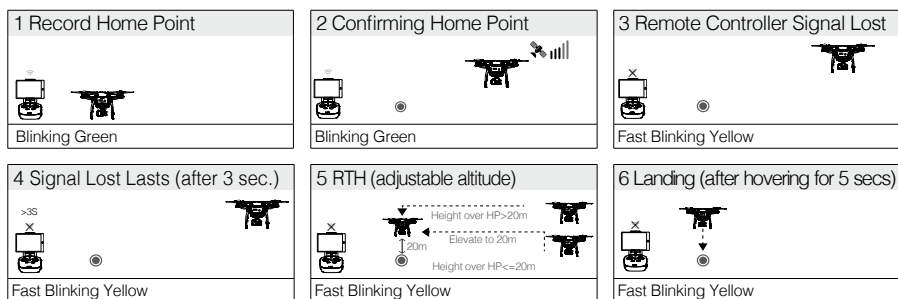 1 Record Home Point
Blinking Green
2 Confirming Home Point
Blinking Green
3 Remote Controller Signal Lost
Fast Blinking Yellow
4 Signal Lost Lasts (after 3 sec.)
>3S
Fast Blinking Yellow
5 RTH (adjustable altitude)
Height over HP>20m
Elevate to 20m
20m
Height over HP<=20m
Fast Blinking Yellow
6 Landing (after hovering for 5 secs)
Fast Blinking Yellow